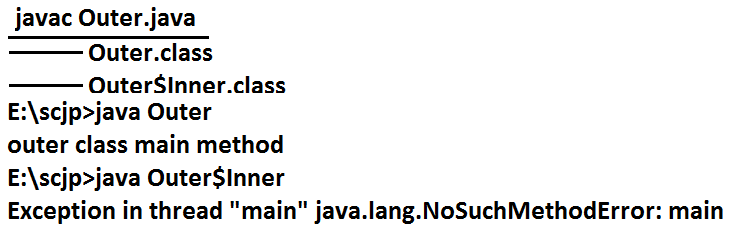 javac Outer.java
Outer.class
Outer$Inner.class
E:\scjp>java Outer
outer class main method
E:\scjp>java Outer$Inner
Exception in thread "main" java.lang.NoSuchMethodError: main